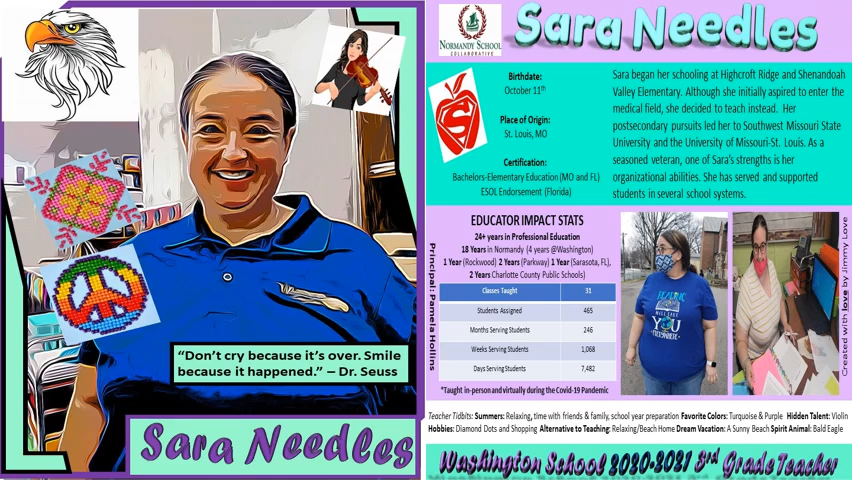 "Don't cry because it's over. Smile
because it happened." – Dr. Seuss
Sara Needles
NORMANDY SCHOOLS
COLLABORATIVE
Sara Needles
Birthdate:
October 11th
Place of Origin:
St. Louis, MO
Certification:
Bachelors-Elementary Education (MO and FL)
ESOL Endorsement (Florida)
Sara began her schooling at Highcroft Ridge and Shenandoah
Valley Elementary. Although she initially aspired to enter the
medical field, she decided to teach instead. Her
postsecondary pursuits led her to Southwest Missouri State
University and the University of Missouri-St. Louis. As a
seasoned veteran, one of Sara's strengths is her
organizational abilities. She has served and supported
students in several school systems.
Principal: Pamela Hollins
EDUCATOR IMPACT STATS
24+ years in Professional Education
18 Years in Normandy (4 years @Washington)
1 Year (Rockwood) 2 Years (Parkway) 1 Year (Sarasota, FL),
2 Years Charlotte County Public Schools)
Classes Taught 31
Students Assigned 465
Months Serving Students 246
Weeks Serving Students 1,068
Days Serving Students 7,482
*Taught in-person and virtually during the Covid-19 Pandemic
YOU
Created with love by Jimmy Love
Teacher Tidbits: Summers: Relaxing, time with friends & family, school year preparation Favorite Colors: Turquoise & Purple Hidden Talent: Violin
Hobbies: Diamond Dots and Shopping Alternative to Teaching: Relaxing/Beach Home Dream Vacation: A Sunny Beach Spirit Animal: Bald Eagle
Washington School 2020-2021 3rd Grade Teacher